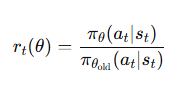 r_t(θ) = π_θ(a_t|s_t) / π_θ_old(a_t|s_t)